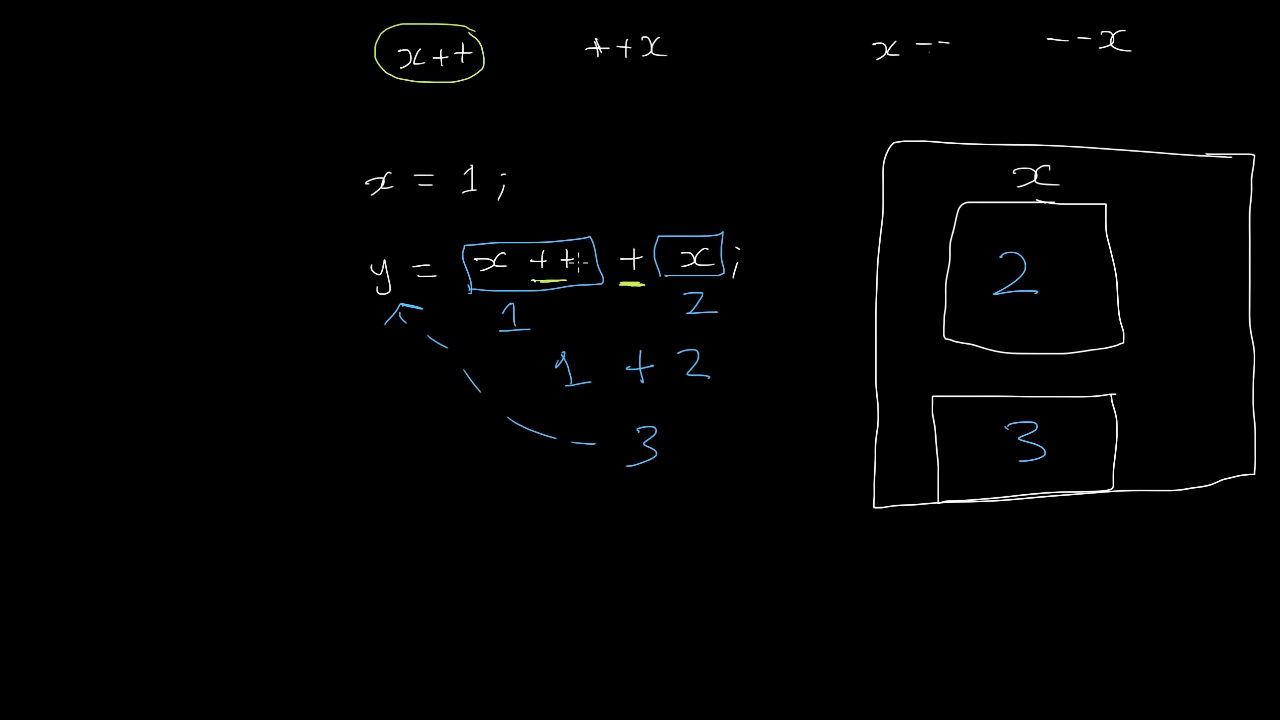 x++ ++x x-- --x
x = 1;
y = x ++ + x;
1 2
1 + 2
3
x
2
3